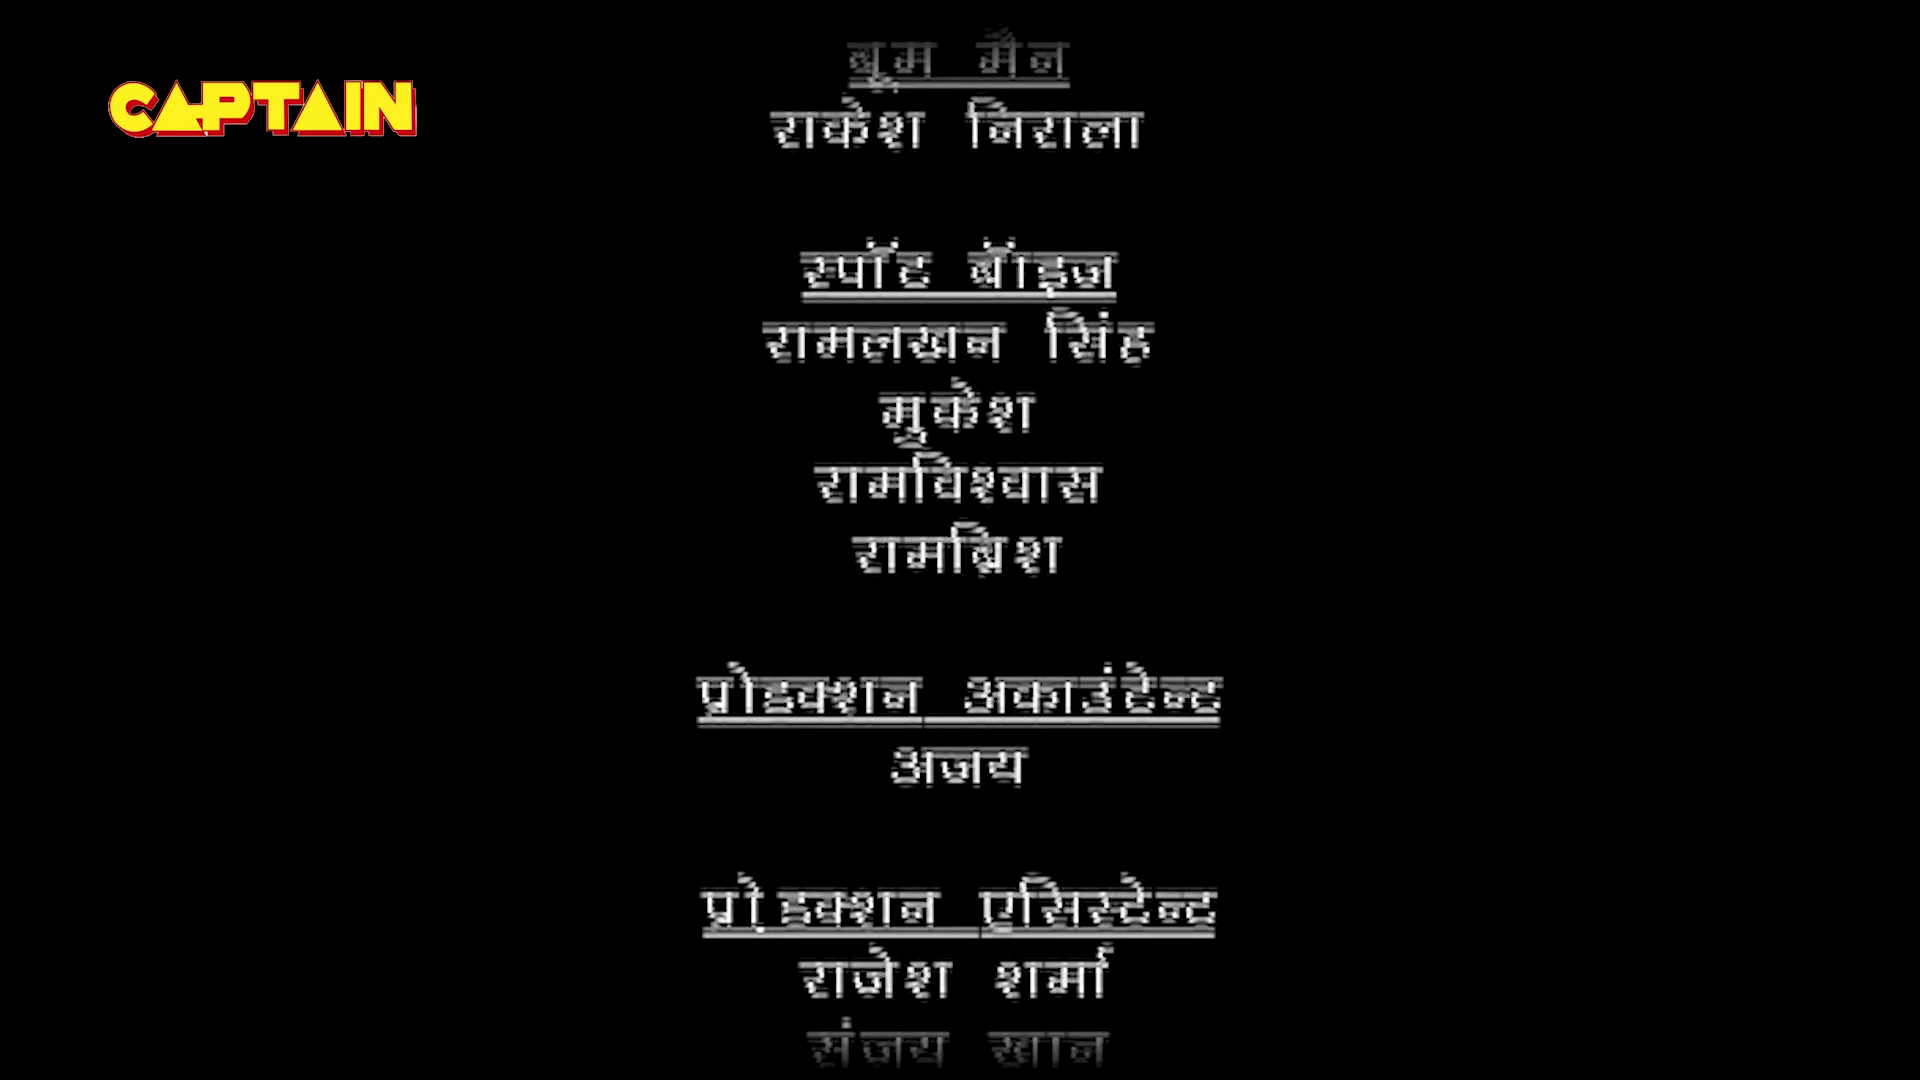 CAPTAIN
बूम मैन
राकेश निराला
स्पॉट बॉइज
रामलखन सिंह
मुकेश
रामविश्वास
रामब्रिश
प्रोडक्शन अकाउंटेन्ट
अजय
प्रोडक्शन एसिस्टेन्ट
राजेश शर्मा
संजय खान